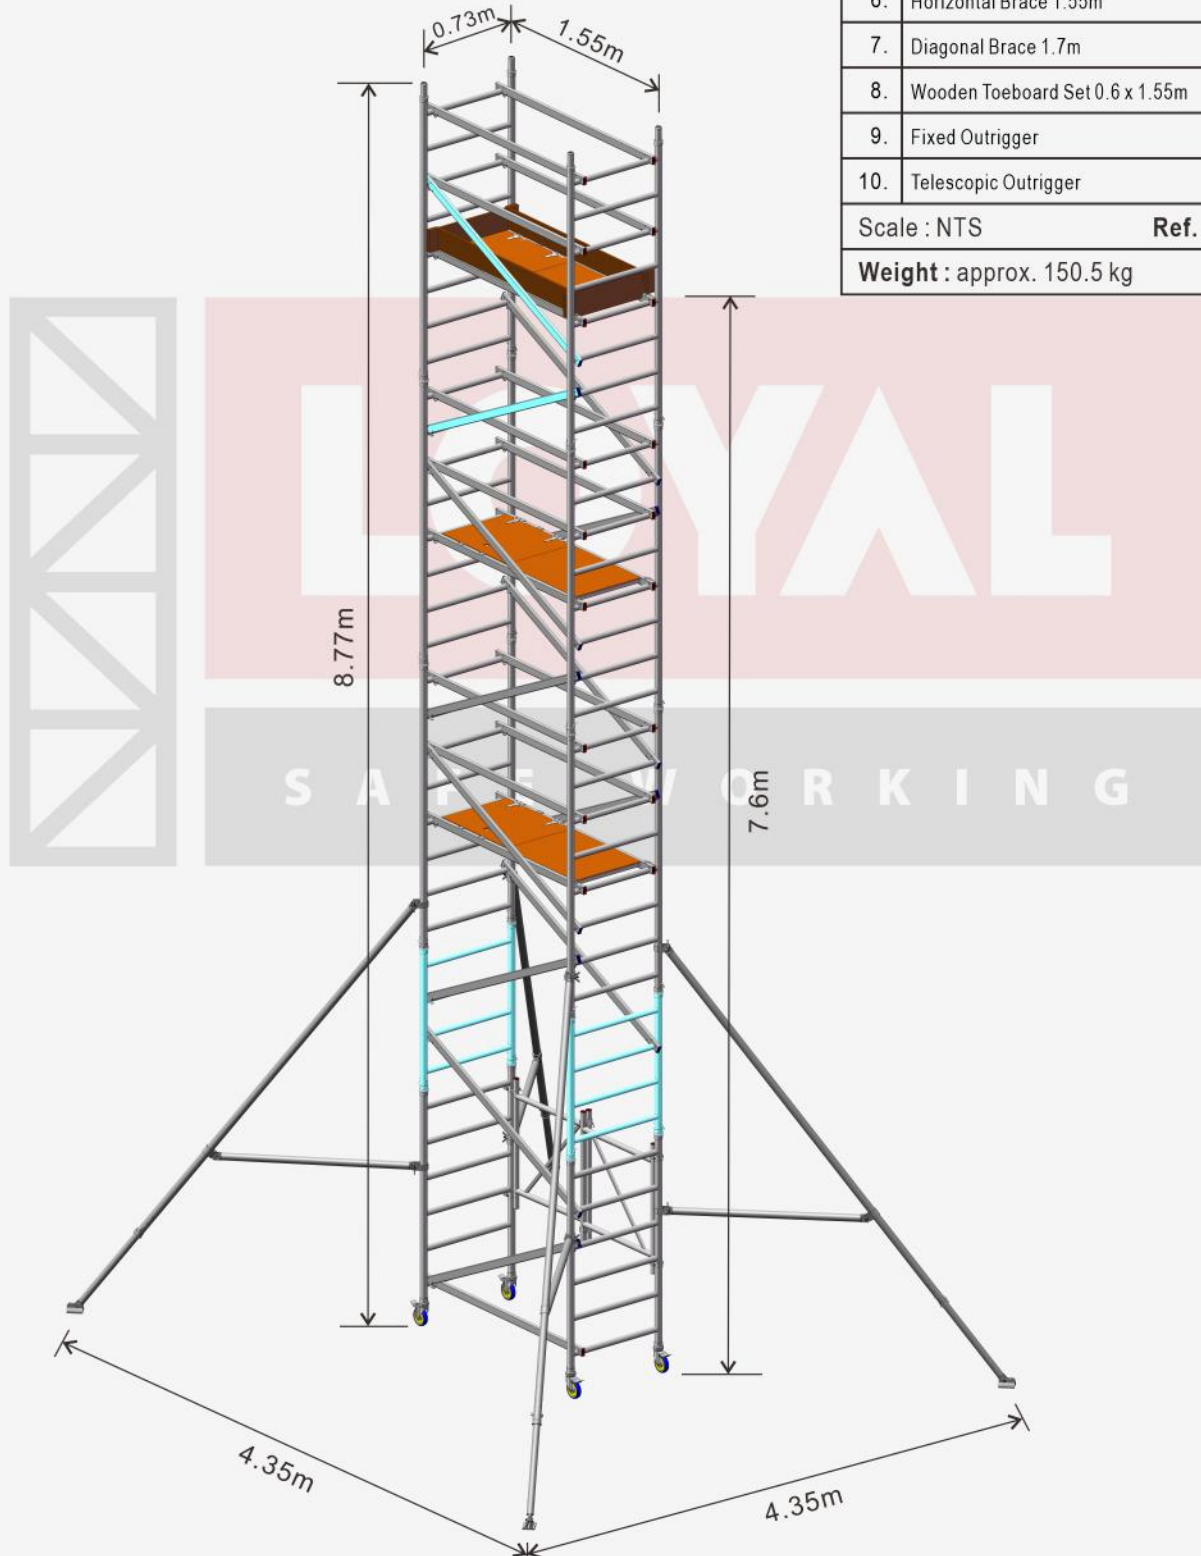 0.73m
1.55m
6. Horizontal Brace 1.55m
7. Diagonal Brace 1.7m
8. Wooden Toeboard Set 0.6 x 1.55m
9. Fixed Outrigger
10. Telescopic Outrigger
Scale : NTS Ref.
Weight : approx. 150.5 kg
LOYAL
SAFE WORKING
8.77m
7.6m
4.35m
4.35m